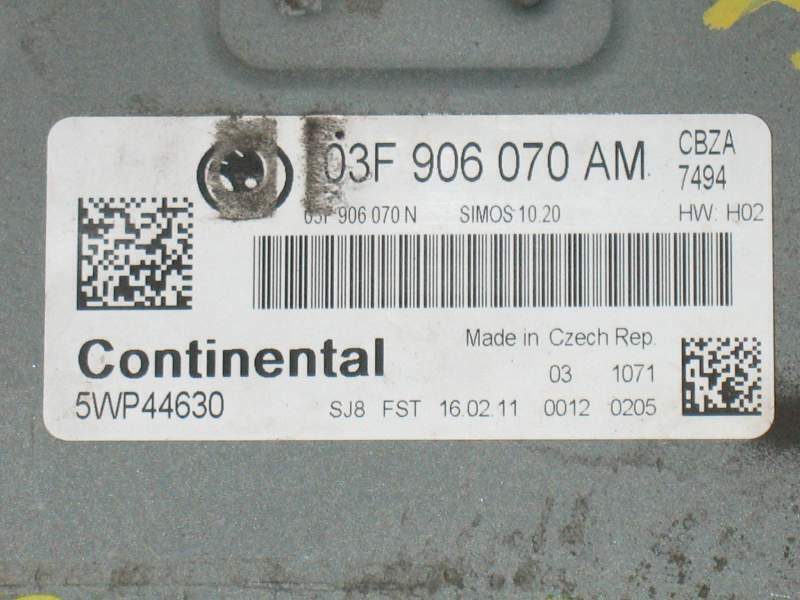 03F 906 070 AM
CBZA
7494
03F 906 070 N SIMOS 10.20 HW: H02
Continental
Made in Czech Rep.
03 1071
5WP44630
SJ8 FST 16.02.11 0012 0205